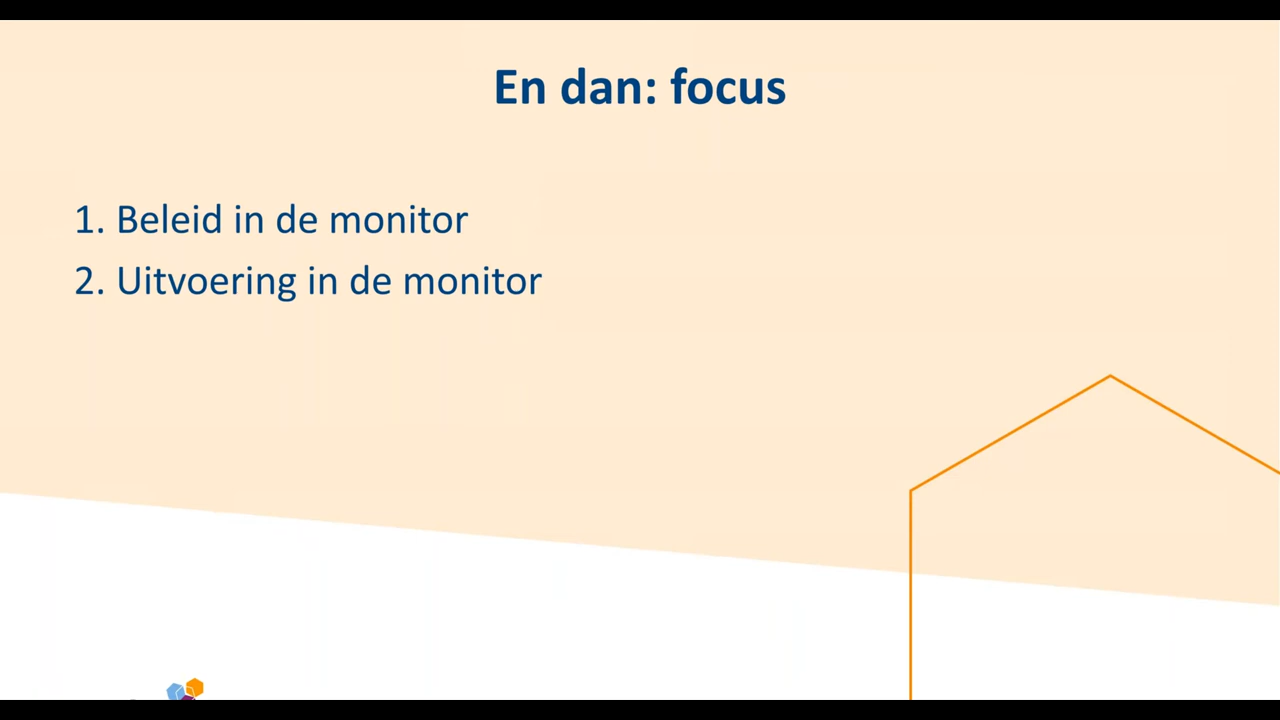 En dan: focus
1. Beleid in de monitor
2. Uitvoering in de monitor